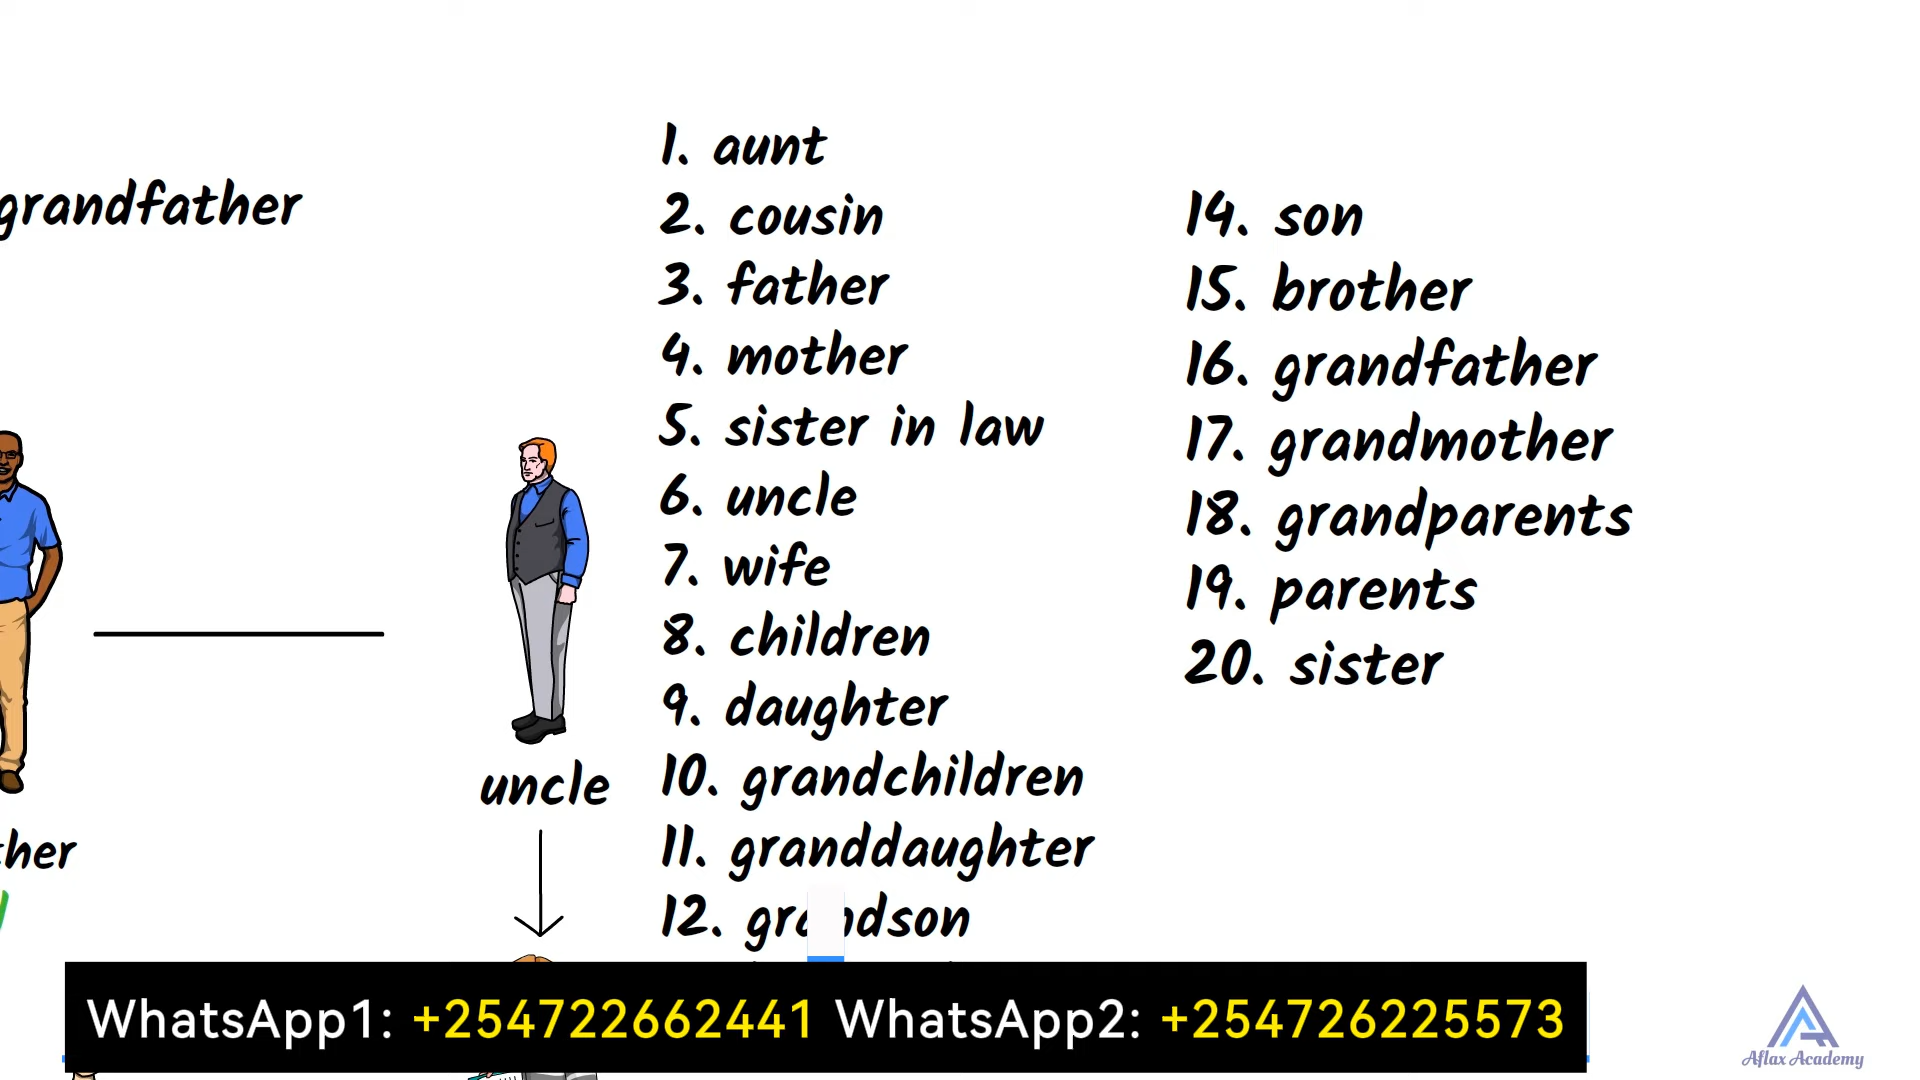 grandfather
1. aunt
2. cousin
3. father
4. mother
5. sister in law
6. uncle
7. wife
8. children
9. daughter
10. grandchildren
11. granddaughter
12. grandson
14. son
15. brother
16. grandfather
17. grandmother
18. grandparents
19. parents
20. sister
uncle
ther
WhatsApp1: +254722662441 WhatsApp2: +254726225573
Aflax Academy